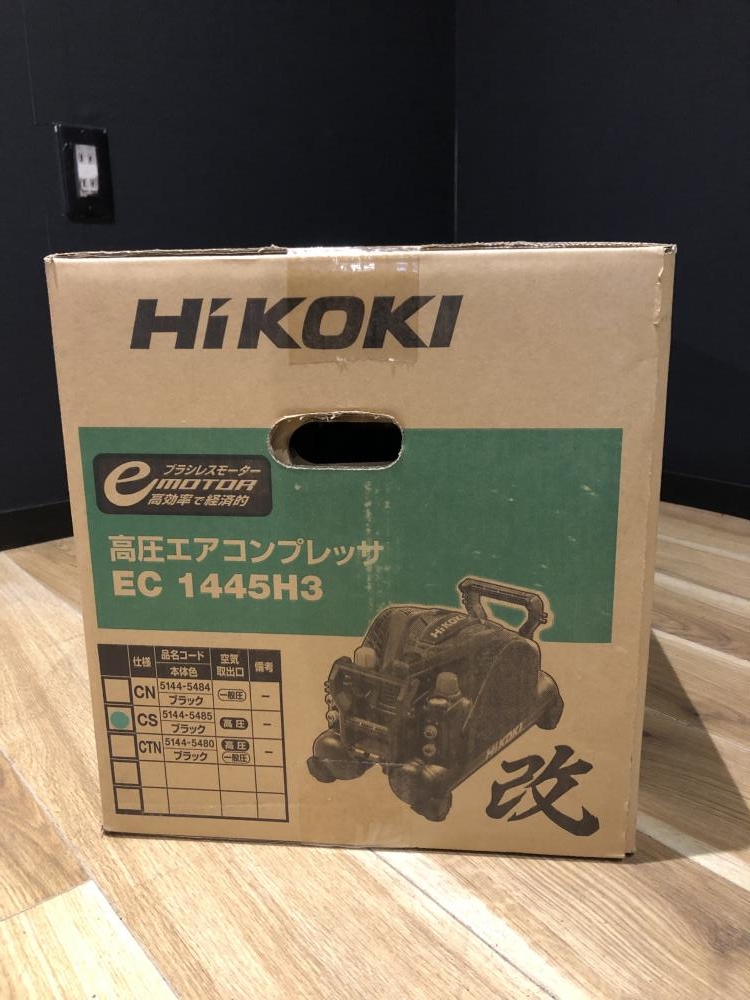 HiKOKI
ブラシレスモーター
eMOTOR
高効率で経済的
高圧エアコンプレッサ
EC 1445H3
仕様 品名コード 本体色 空気取出口 備考
CN 5144-5484 ブラック 一般圧 −
CS 5144-5485 ブラック 高圧 −
CTN 5144-5480 ブラック 高圧 一般圧 −
HiKOKI
HiKOKI
改